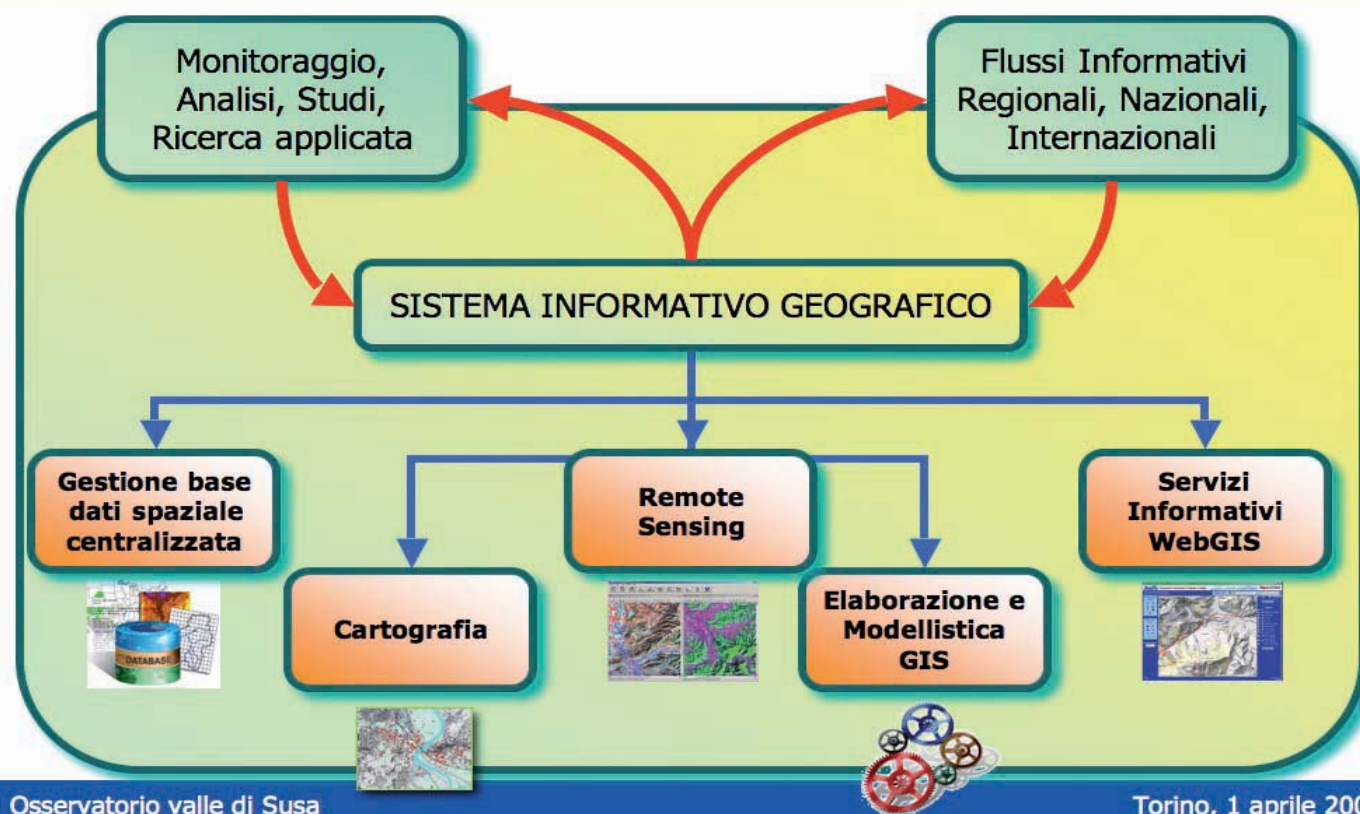 Monitoraggio,
Analisi, Studi,
Ricerca applicata
Flussi Informativi
Regionali, Nazionali,
Internazionali
SISTEMA INFORMATIVO GEOGRAFICO
Gestione base
dati spaziale
centralizzata
Remote
Sensing
Servizi
Informativi
WebGIS
Cartografia
Elaborazione e
Modellistica
GIS
DATABASE
Osservatorio valle di Susa
Torino, 1 aprile 200